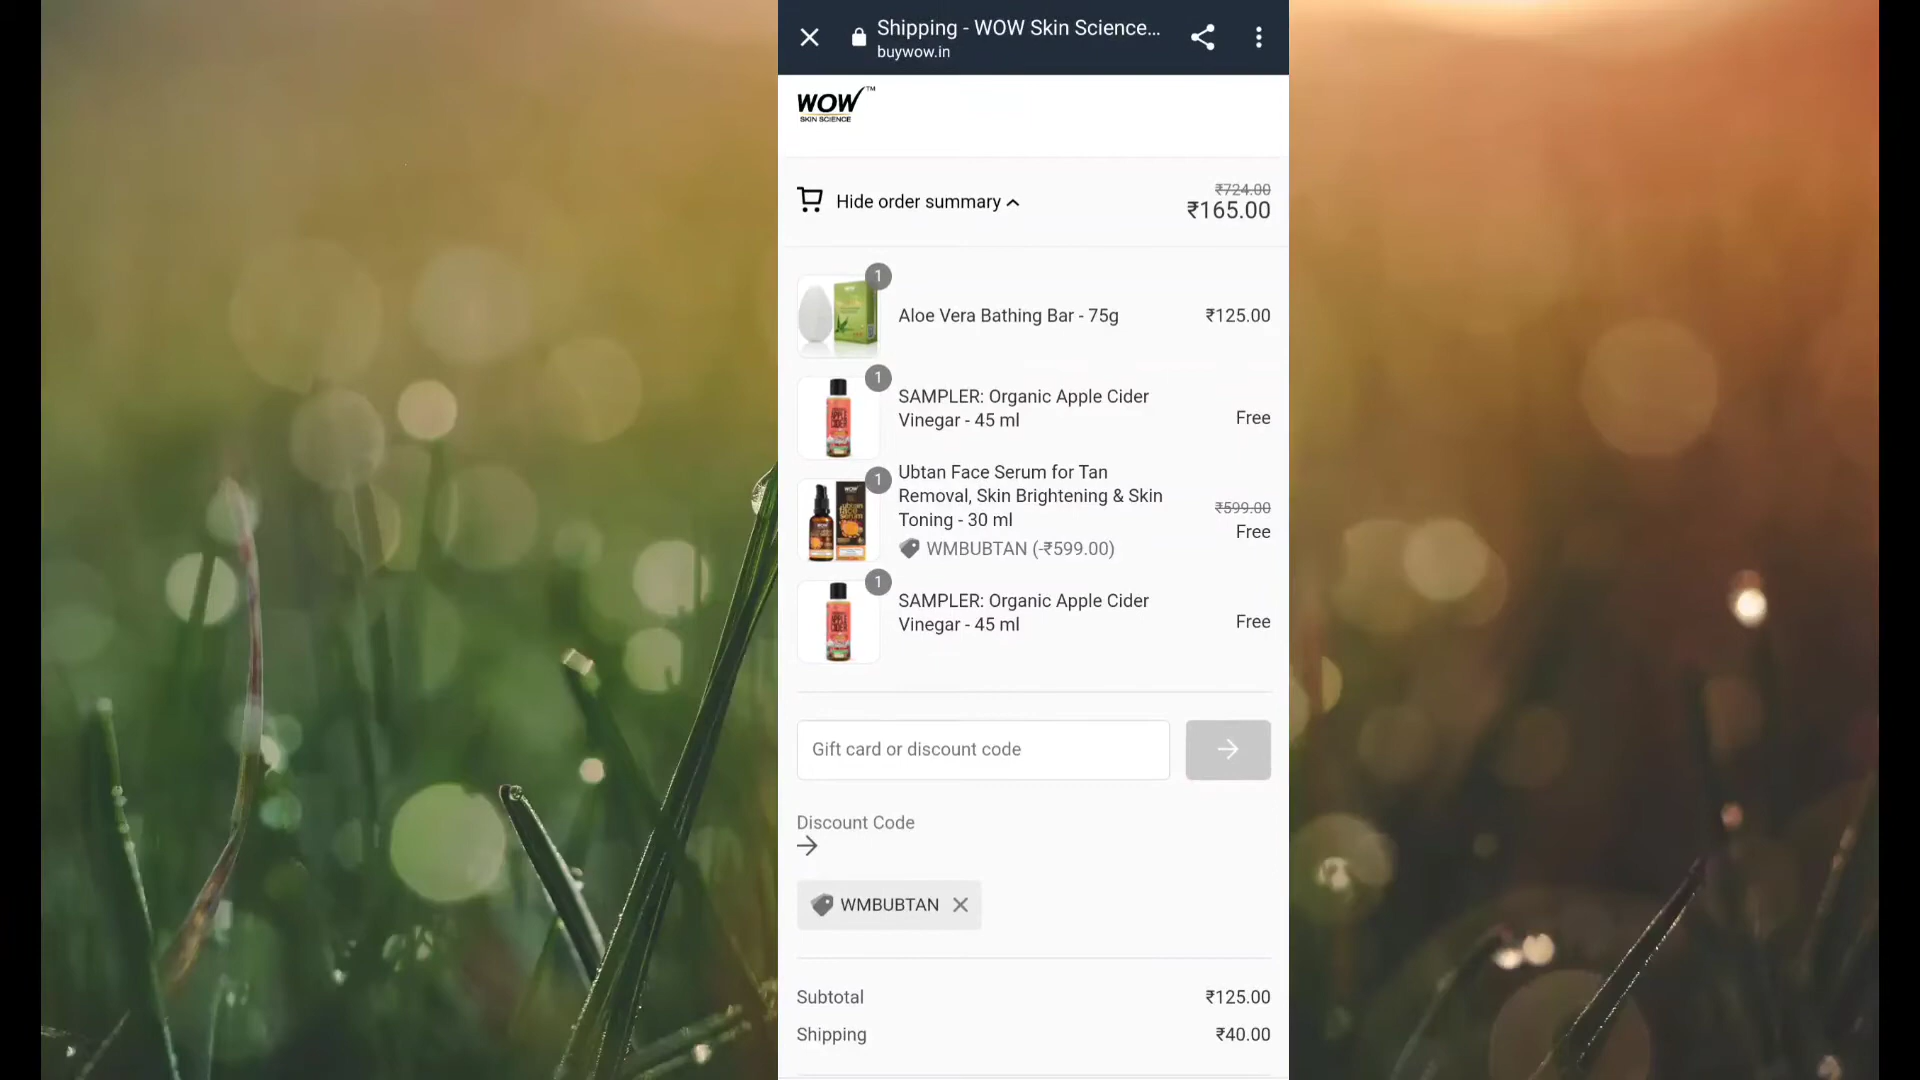 Shipping - WOW Skin Science...
buywow.in
WOW™
SKIN SCIENCE
Hide order summary
₹724.00
₹165.00
1
Aloe Vera Bathing Bar - 75g
₹125.00
1
SAMPLER: Organic Apple Cider
Vinegar - 45 ml
Free
1
Ubtan Face Serum for Tan
Removal, Skin Brightening & Skin
Toning - 30 ml
₹599.00
Free
WMBUBTAN (-₹599.00)
1
SAMPLER: Organic Apple Cider
Vinegar - 45 ml
Free
Gift card or discount code
Discount Code
WMBUBTAN
Subtotal
₹125.00
Shipping
₹40.00